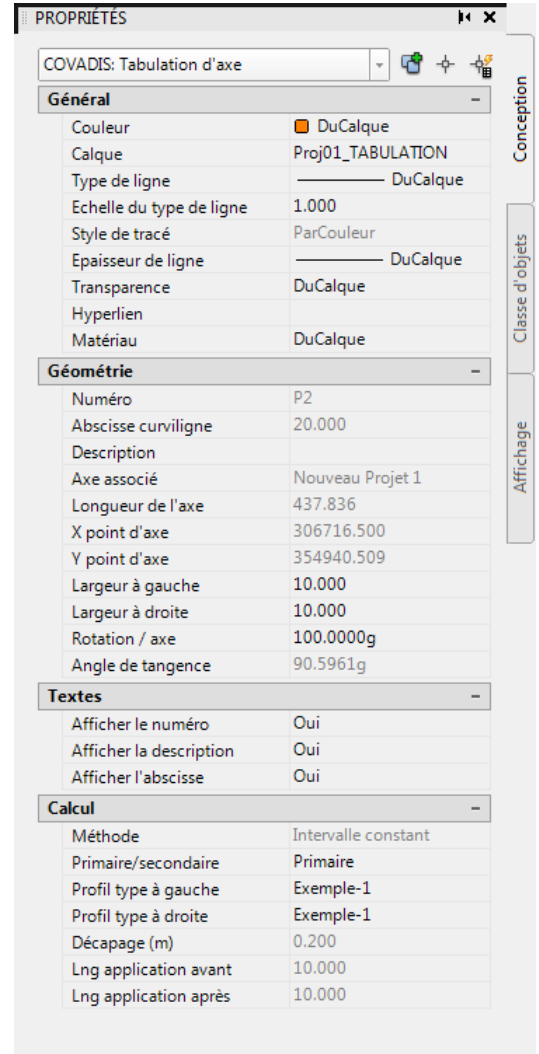 PROPRIÉTÉS
COVADIS: Tabulation d'axe
Général
Couleur DuCalque
Calque Proj01_TABULATION
Type de ligne DuCalque
Echelle du type de ligne 1.000
Style de tracé ParCouleur
Epaisseur de ligne DuCalque
Transparence DuCalque
Hyperlien
Matériau DuCalque
Géométrie
Numéro P2
Abscisse curviligne 20.000
Description
Axe associé Nouveau Projet 1
Longueur de l'axe 437.836
X point d'axe 306716.500
Y point d'axe 354940.509
Largeur à gauche 10.000
Largeur à droite 10.000
Rotation / axe 100.0000g
Angle de tangence 90.5961g
Textes
Afficher le numéro Oui
Afficher la description Oui
Afficher l'abscisse Oui
Calcul
Méthode Intervalle constant
Primaire/secondaire Primaire
Profil type à gauche Exemple-1
Profil type à droite Exemple-1
Décapage (m) 0.200
Lng application avant 10.000
Lng application après 10.000
Conception
Classe d'objets
Affichage